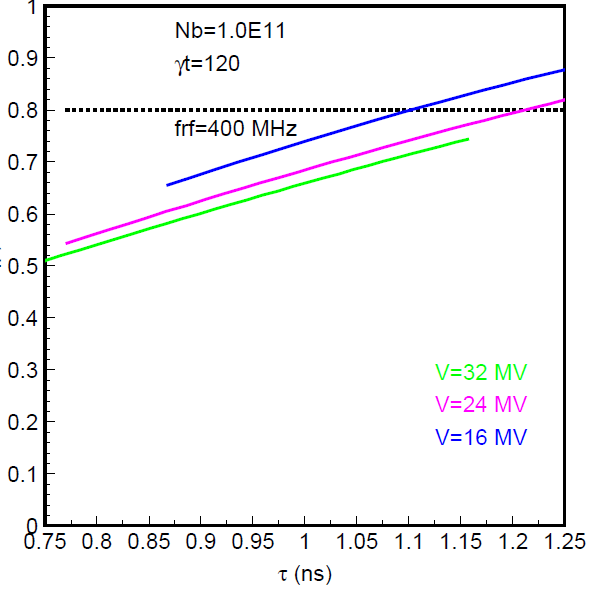 1
Nb=1.0E11
0.9
γt=120
0.8
frf=400 MHz
0.7
0.6
0.5
0.4
0.3
V=32 MV
V=24 MV
0.2
V=16 MV
0.1
0
0.75 0.8 0.85 0.9 0.95 1 1.05 1.1 1.15 1.2 1.25
τ (ns)